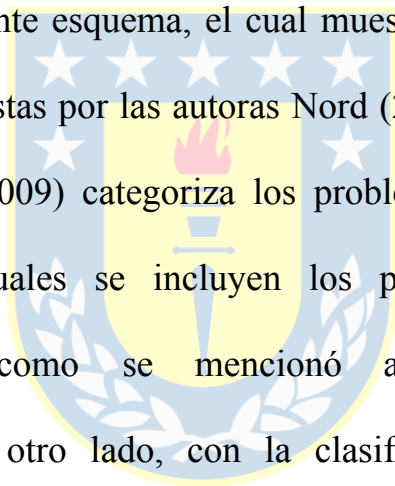 nte esquema, el cual mues
stas por las autoras Nord (2
009) categoriza los proble
uales se incluyen los p
como se mencionó a
otro lado, con la clasif